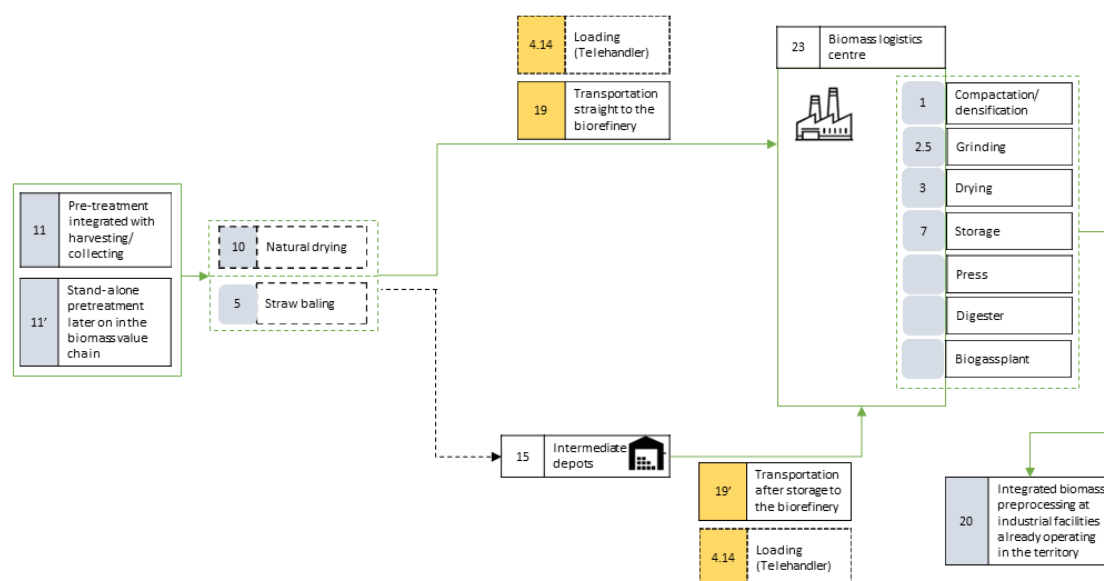 4.14
Loading
(Telehandler)
19
Transportation
straight to the
biorefinery
23
Biomass logistics
centre
1
Compactation/
densification
2.5
Grinding
3
Drying
7
Storage
Press
Digester
Biogassplant
11
Pre-treatment
integrated with
harvesting/
collecting
11'
Stand-alone
pretreatment
later on in the
biomass value
chain
10
Natural drying
5
Straw baling
15
Intermediate
depots
19'
Transportation
after storage to
the biorefinery
4.14
Loading
(Telehandler)
20
Integrated biomass
preprocessing at
industrial facilities
already operating
in the territory